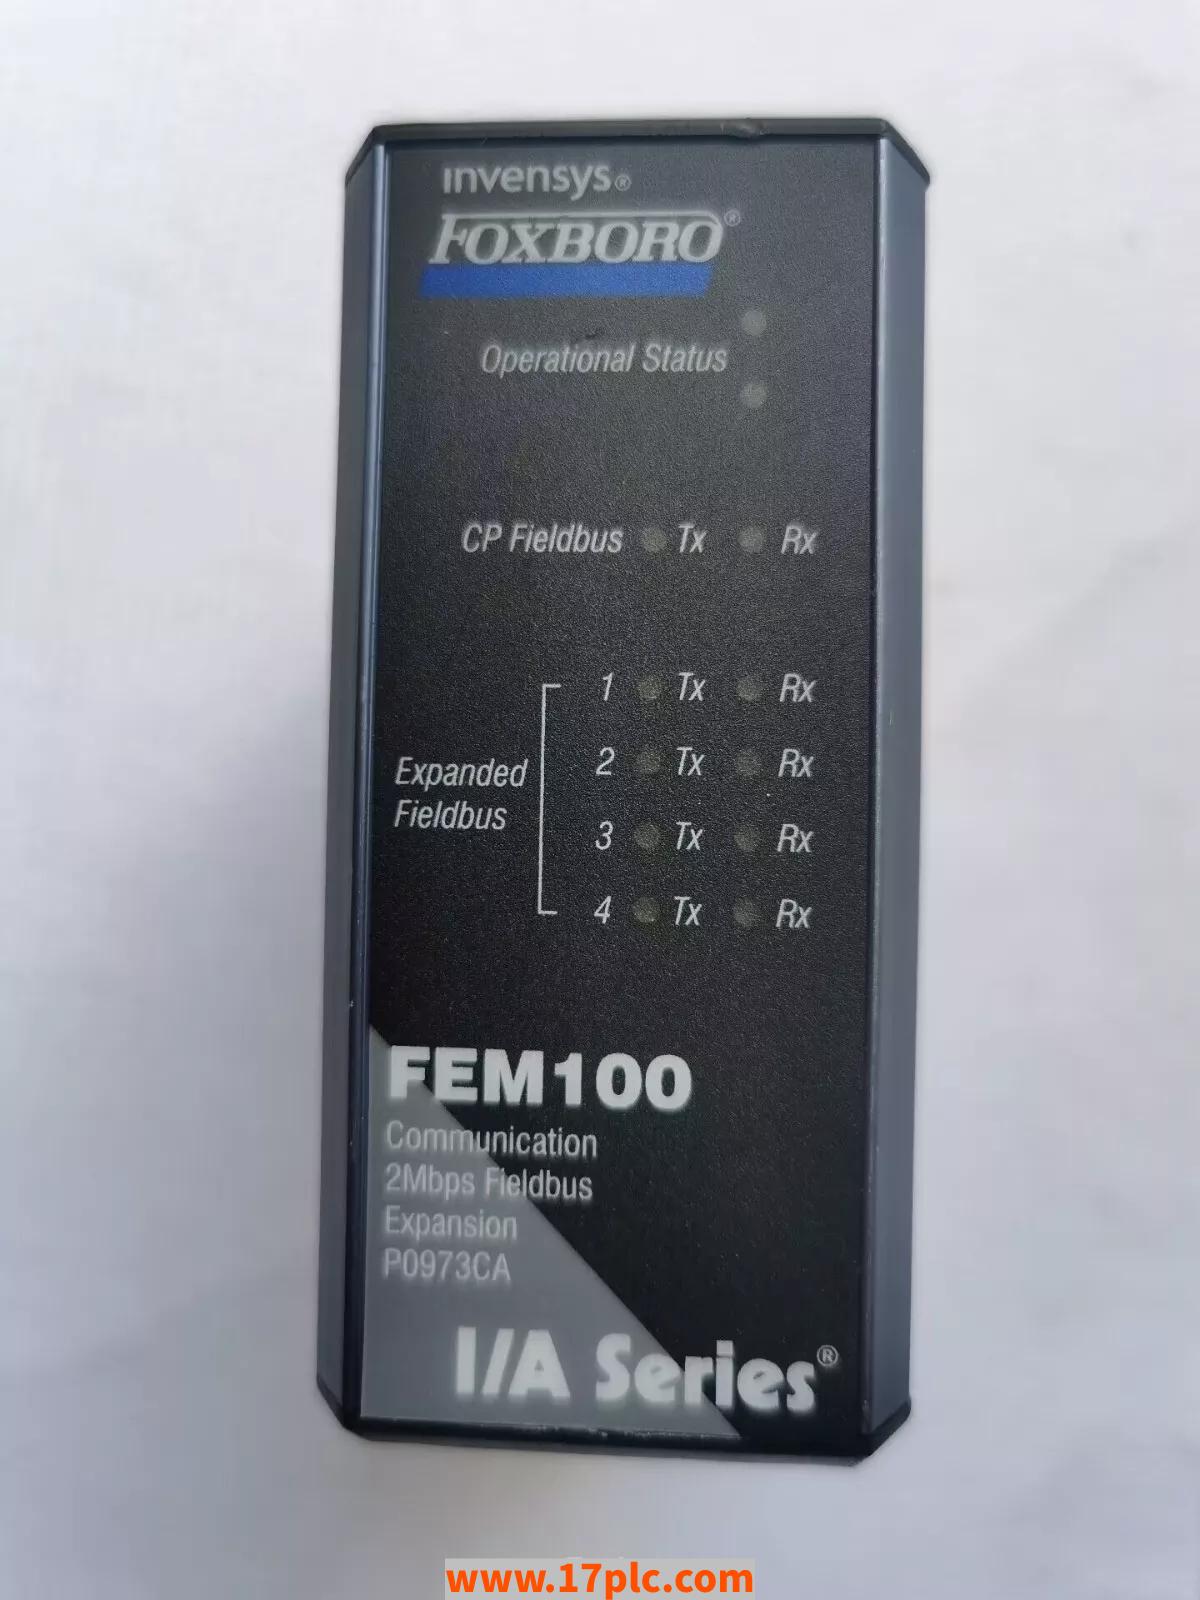 invensys®
FOXBORO®
Operational Status
CP Fieldbus Tx Rx
1 Tx Rx
2 Tx Rx
Expanded
Fieldbus
3 Tx Rx
4 Tx Rx
FEM100
Communication
2Mbps Fieldbus
Expansion
P0973CA
I/A Series®
www.17plc.com